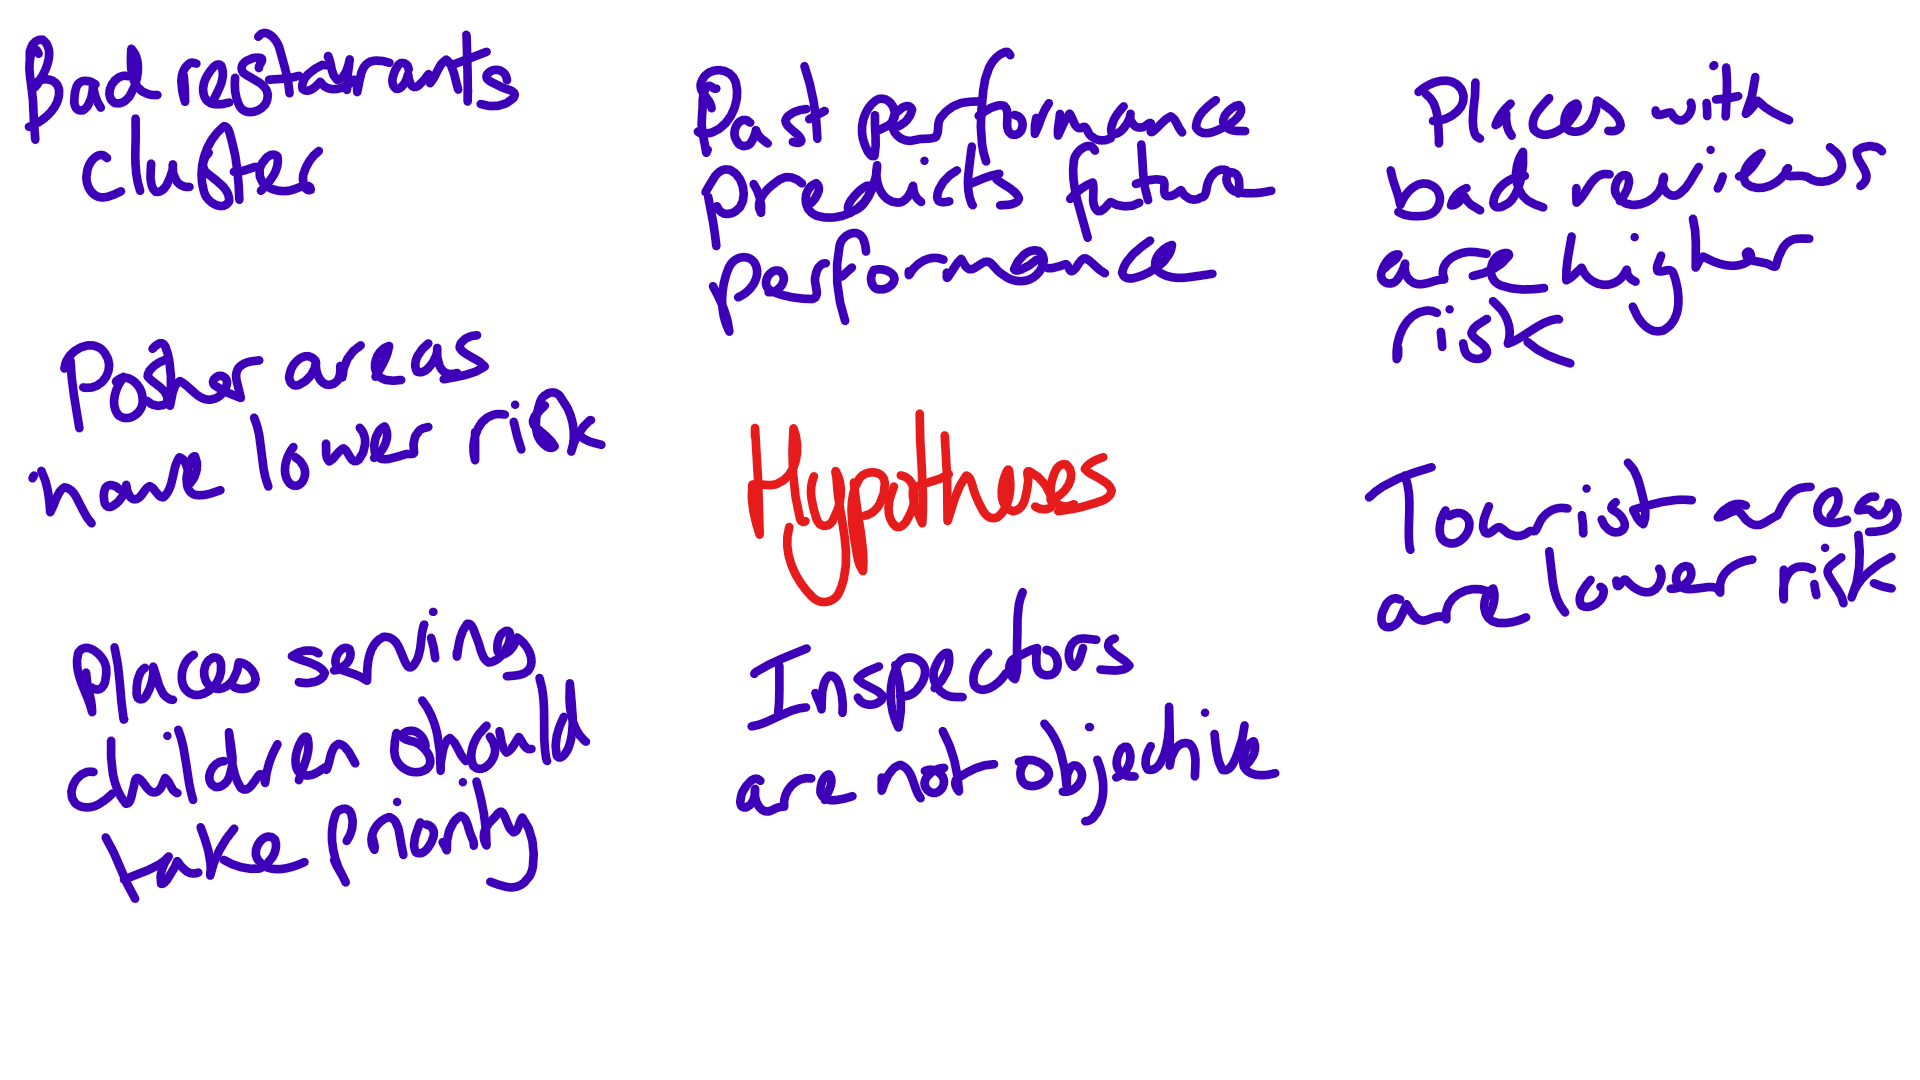 Bad restaurants
cluster
Past performance
predicts future
performance
Places with
bad reviews
are higher
risk
Posher areas
have lower risk
Hypotheses
Tourist areas
are lower risk
Places serving
children should
take priority
Inspectors
are not objective